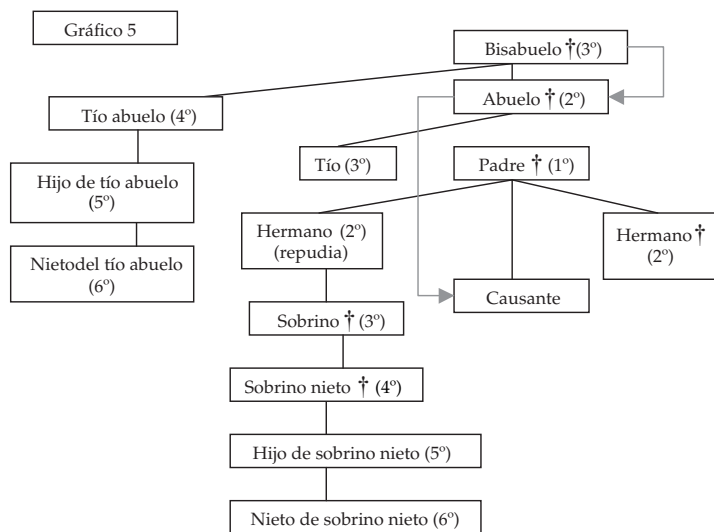 Gráfico 5
Bisabuelo †(3º)
Tío abuelo (4º)
Abuelo † (2º)
Hijo de tío abuelo
(5º)
Tío (3º)
Padre † (1º)
Nietodel tío abuelo
(6º)
Hermano (2º)
(repudia)
Causante
Hermano †
(2º)
Sobrino † (3º)
Sobrino nieto † (4º)
Hijo de sobrino nieto (5º)
Nieto de sobrino nieto (6º)